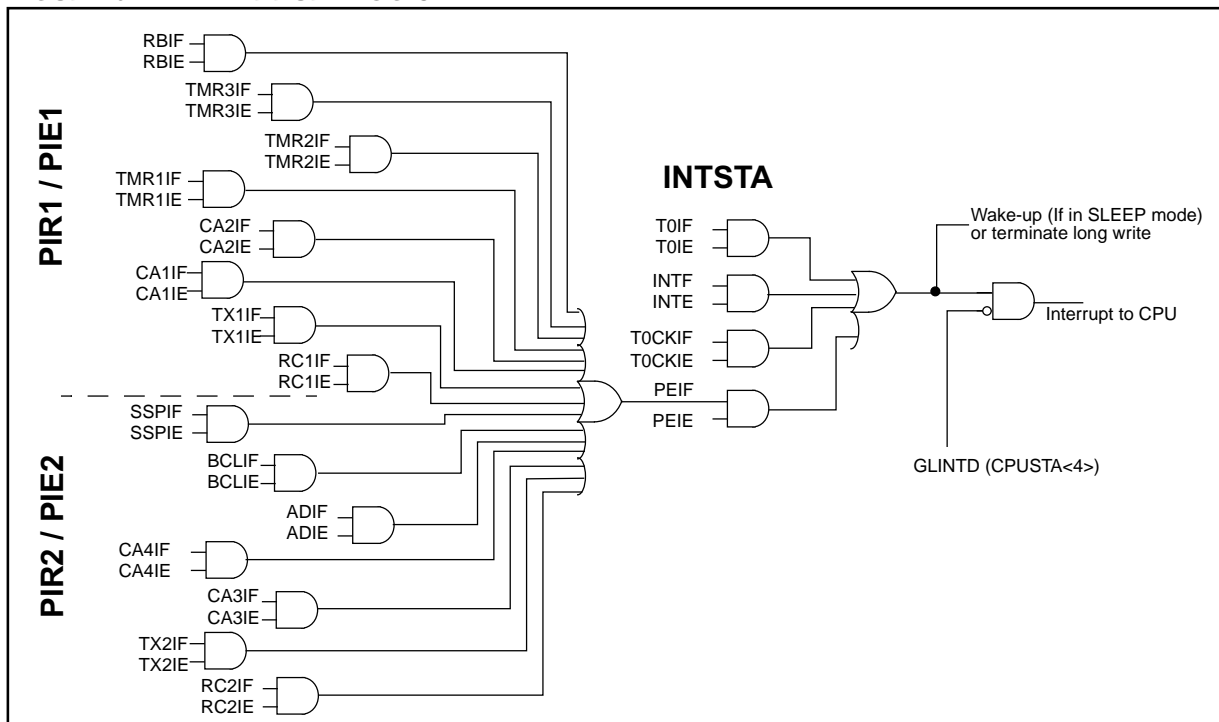 PIR1 / PIE1
RBIF
RBIE
TMR3IF
TMR3IE
TMR2IF
TMR2IE
TMR1IF
TMR1IE
CA2IF
CA2IE
CA1IF
CA1IE
TX1IF
TX1IE
RC1IF
RC1IE
PIR2 / PIE2
SSPIF
SSPIE
BCLIF
BCLIE
ADIF
ADIE
CA4IF
CA4IE
CA3IF
CA3IE
TX2IF
TX2IE
RC2IF
RC2IE
INTSTA
T0IF
T0IE
INTF
INTE
T0CKIF
T0CKIE
PEIF
PEIE
Wake-up (If in SLEEP mode)
or terminate long write
Interrupt to CPU
GLINTD (CPUSTA<4>)